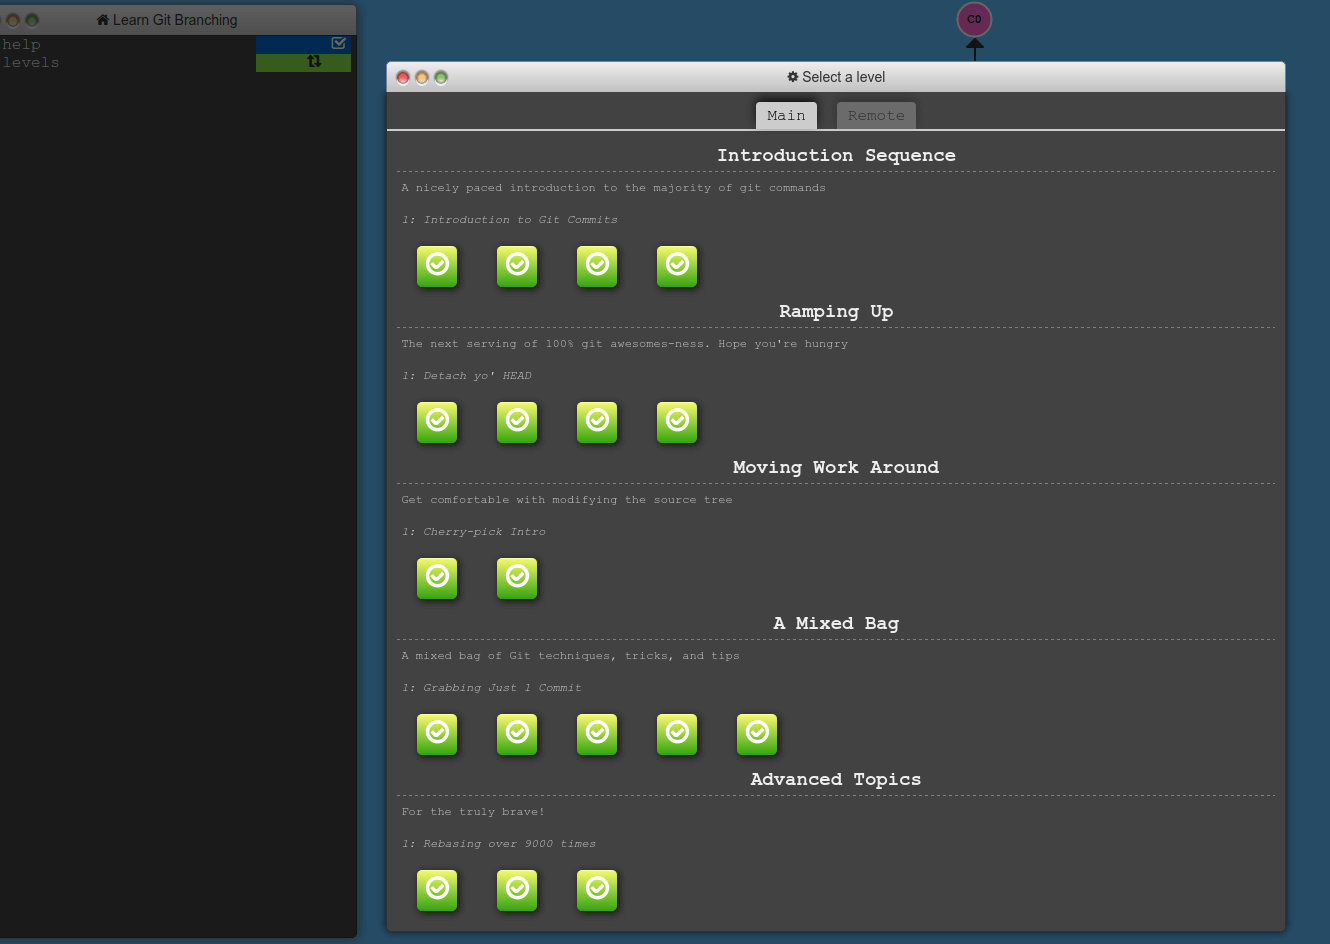 Learn Git Branching
help
levels
C0
Select a level
Main
Remote
Introduction Sequence
A nicely paced introduction to the majority of git commands
1: Introduction to Git Commits
Ramping Up
The next serving of 100% git awesomes-ness. Hope you're hungry
1: Detach yo' HEAD
Moving Work Around
Get comfortable with modifying the source tree
1: Cherry-pick Intro
A Mixed Bag
A mixed bag of Git techniques, tricks, and tips
1: Grabbing Just 1 Commit
Advanced Topics
For the truly brave!
1: Rebasing over 9000 times